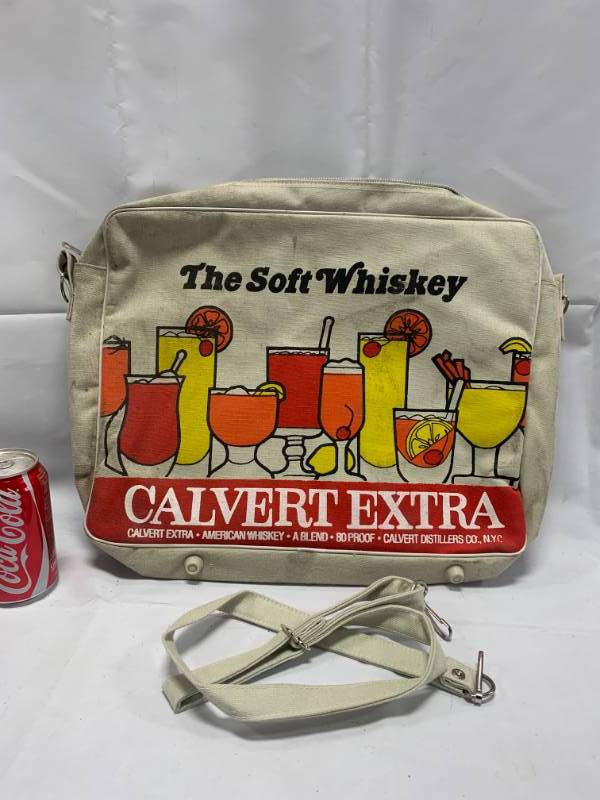 The Soft Whiskey
CALVERT EXTRA
CALVERT EXTRA • AMERICAN WHISKEY • A BLEND • 80 PROOF • CALVERT DISTILLERS CO., N.Y.C.
Coca-Cola